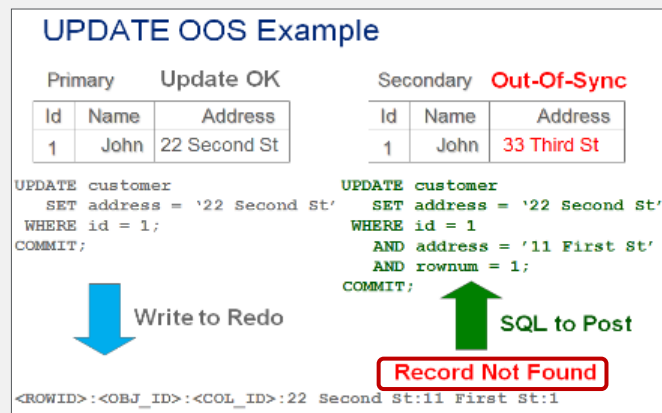 UPDATE OOS Example
Primary Update OK
Id Name Address
1 John 22 Second St
UPDATE customer
SET address = ‘22 Second St’
WHERE id = 1;
COMMIT;
Write to Redo
Secondary Out-Of-Sync
Id Name Address
1 John 33 Third St
UPDATE customer
SET address = ‘22 Second St’
WHERE id = 1
AND address = ’11 First St’
AND rownum = 1;
COMMIT;
SQL to Post
Record Not Found
<ROWID>:<OBJ_ID>:<COL_ID>:22 Second St:11 First St:1